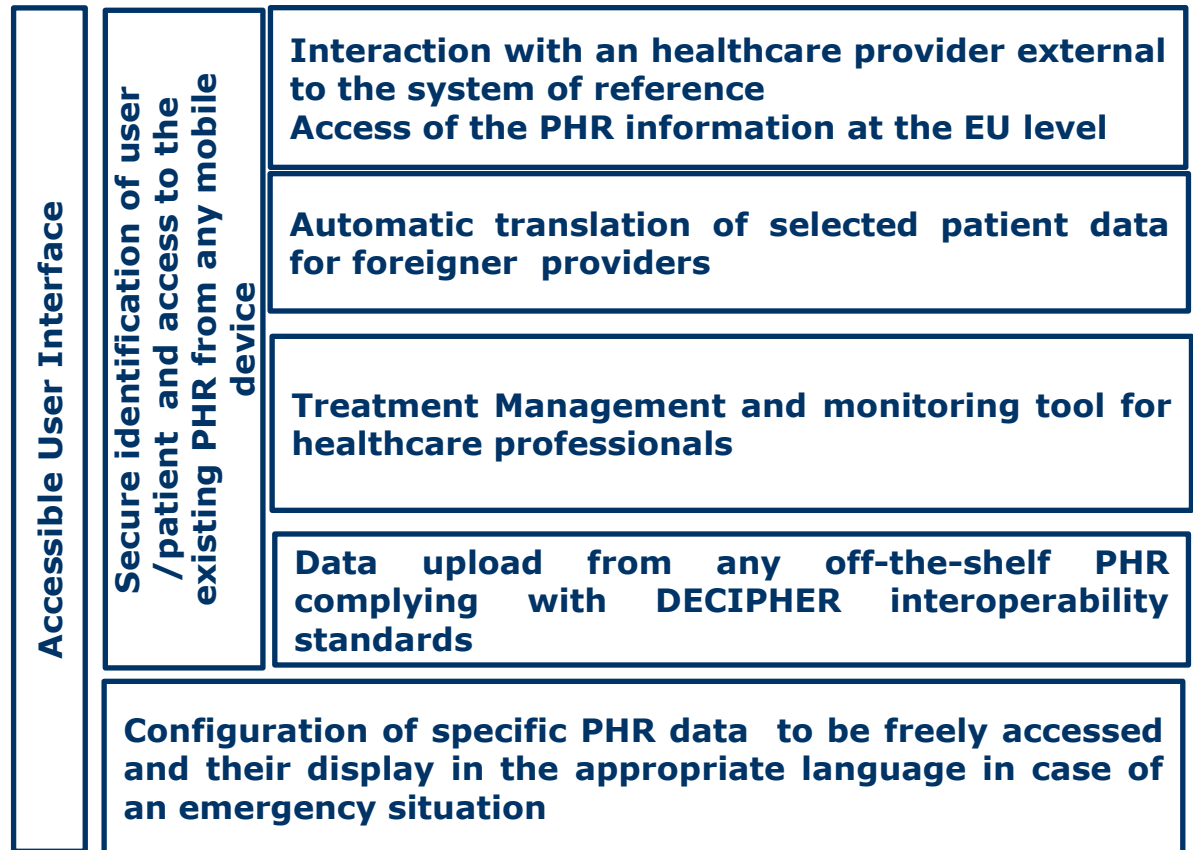 Accessible User Interface
Secure identification of user
/patient and access to the
existing PHR from any mobile
device
Interaction with an healthcare provider external
to the system of reference
Access of the PHR information at the EU level
Automatic translation of selected patient data
for foreigner providers
Treatment Management and monitoring tool for
healthcare professionals
Data upload from any off-the-shelf PHR
complying with DECIPHER interoperability
standards
Configuration of specific PHR data to be freely accessed
and their display in the appropriate language in case of
an emergency situation